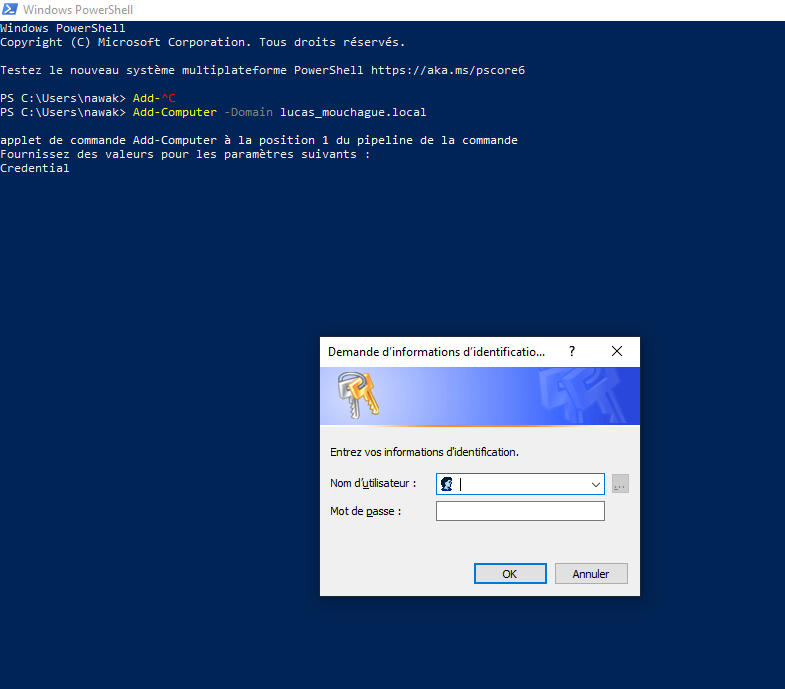 Windows PowerShell
Windows PowerShell
Copyright (C) Microsoft Corporation. Tous droits réservés.
Testez le nouveau système multiplateforme PowerShell https://aka.ms/pscore6
PS C:\Users\nawak> Add-^C
PS C:\Users\nawak> Add-Computer -Domain lucas_mouchague.local
applet de commande Add-Computer à la position 1 du pipeline de la commande
Fournissez des valeurs pour les paramètres suivants :
Credential
Demande d'informations d'identificatio... ?
Entrez vos informations d'identification.
Nom d'utilisateur : ...
Mot de passe :
OK Annuler